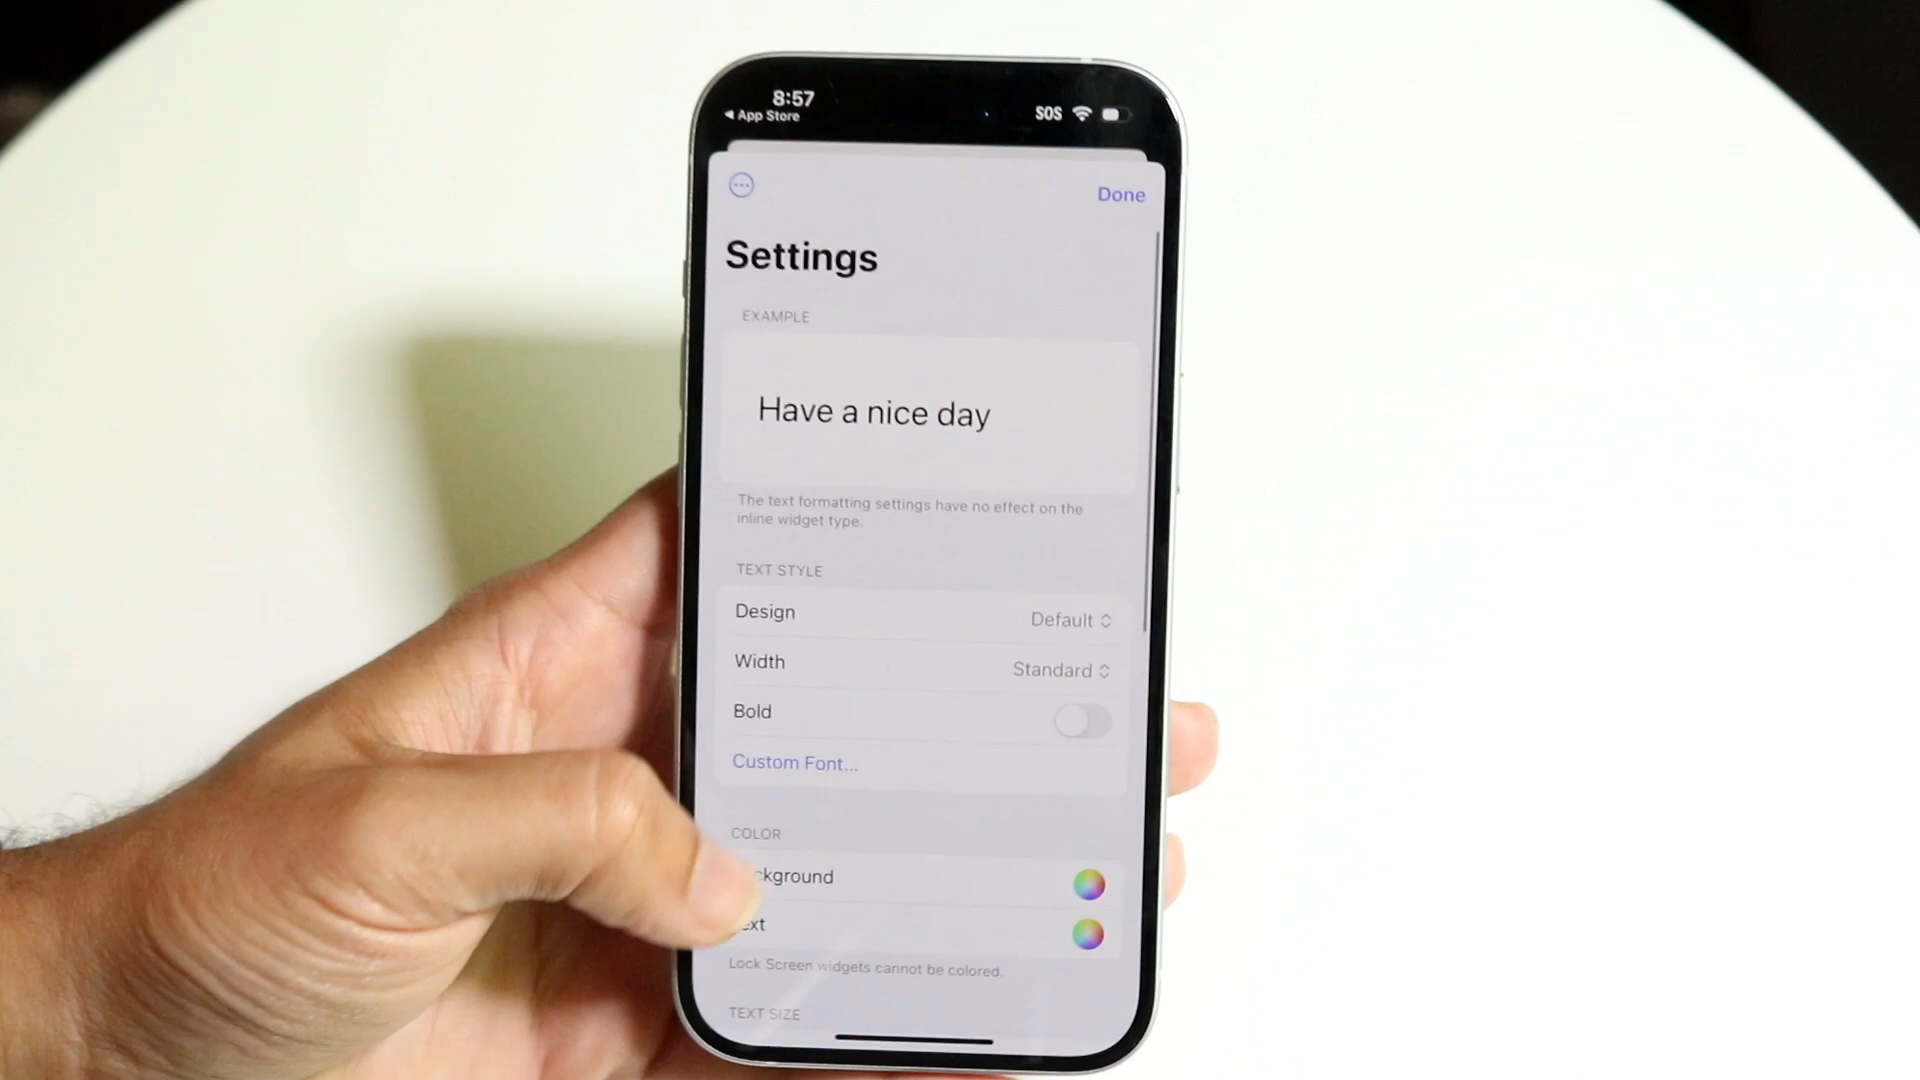 8:57
◀ App Store
SOS
Done
Settings
EXAMPLE
Have a nice day
The text formatting settings have no effect on the
inline widget type.
TEXT STYLE
Design Default
Width Standard
Bold
Custom Font...
COLOR
ckground
ext
Lock Screen widgets cannot be colored.
TEXT SIZE